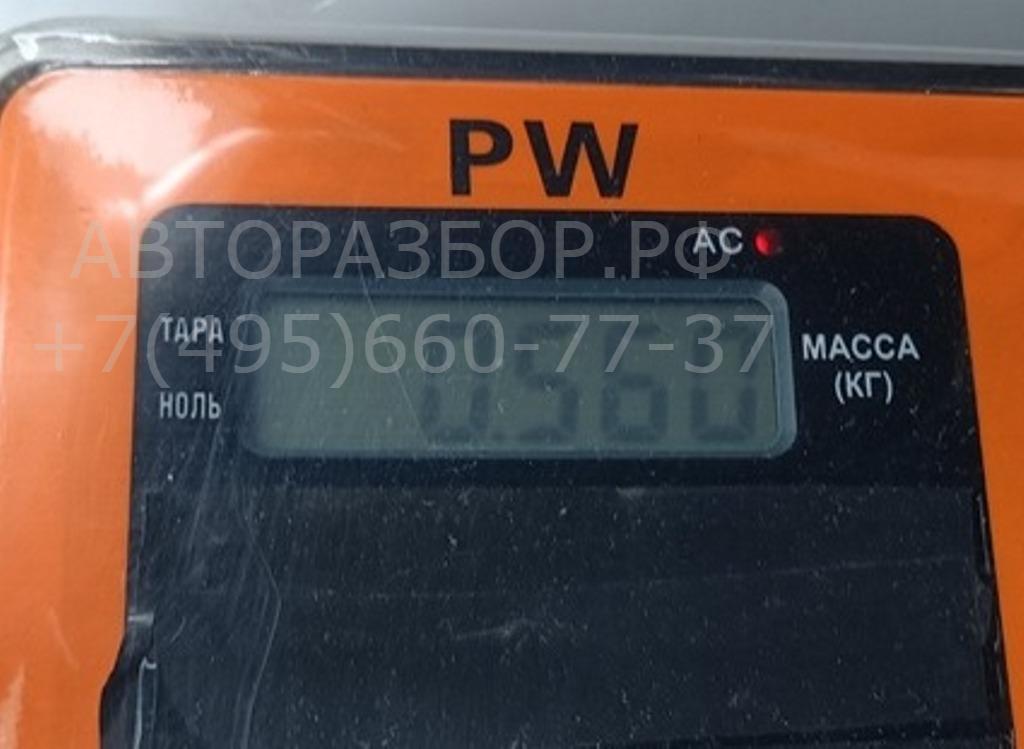 PW
АВТОРАЗБОР.РФ
AC
+7(495)660-77-37
ТАРА
0.560
МАССА
(КГ)
НОЛЬ